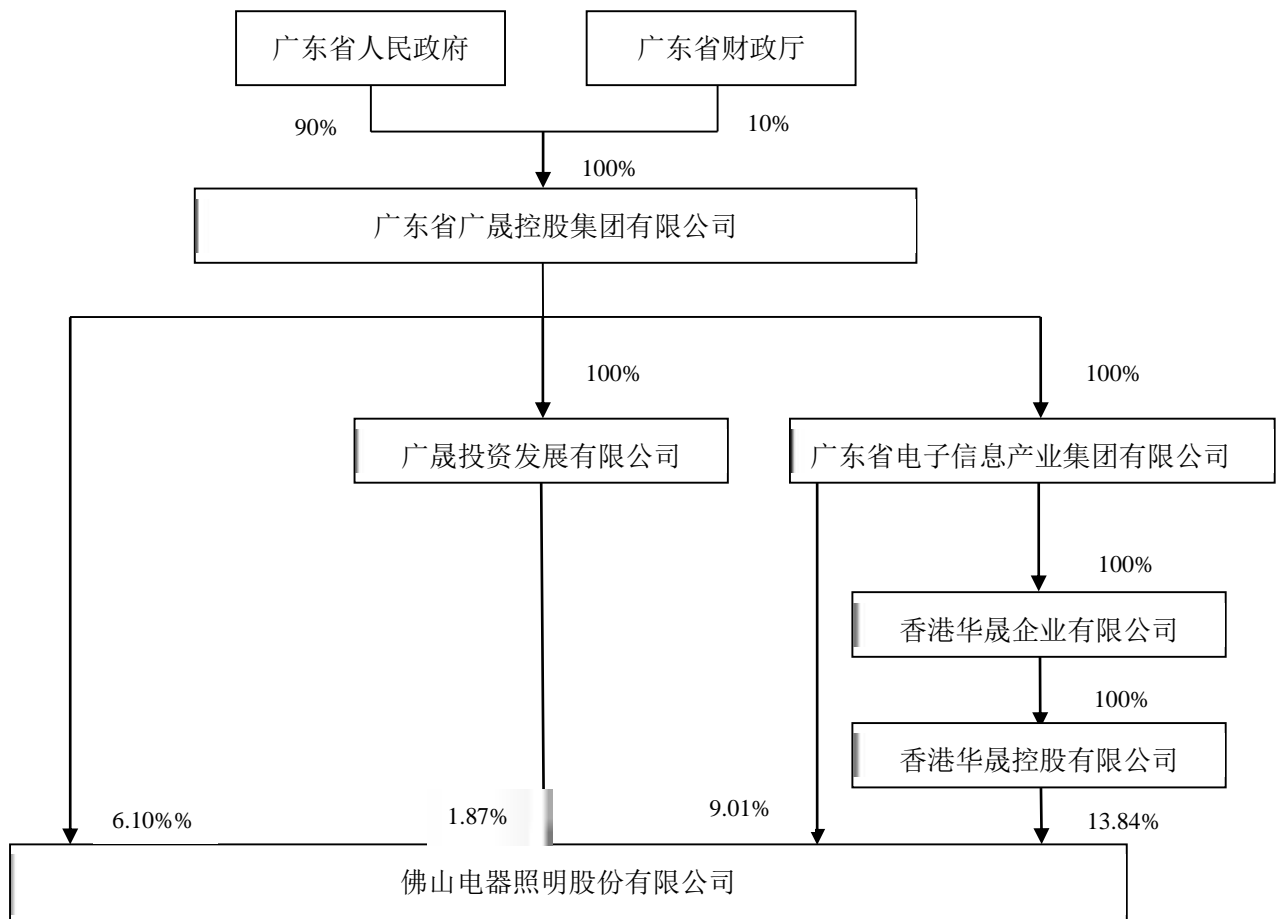 广东省人民政府
广东省财政厅
90%
10%
100%
广东省广晟控股集团有限公司
100%
100%
广晟投资发展有限公司
广东省电子信息产业集团有限公司
100%
香港华晟企业有限公司
100%
香港华晟控股有限公司
6.10%%
1.87%
9.01%
13.84%
佛山电器照明股份有限公司